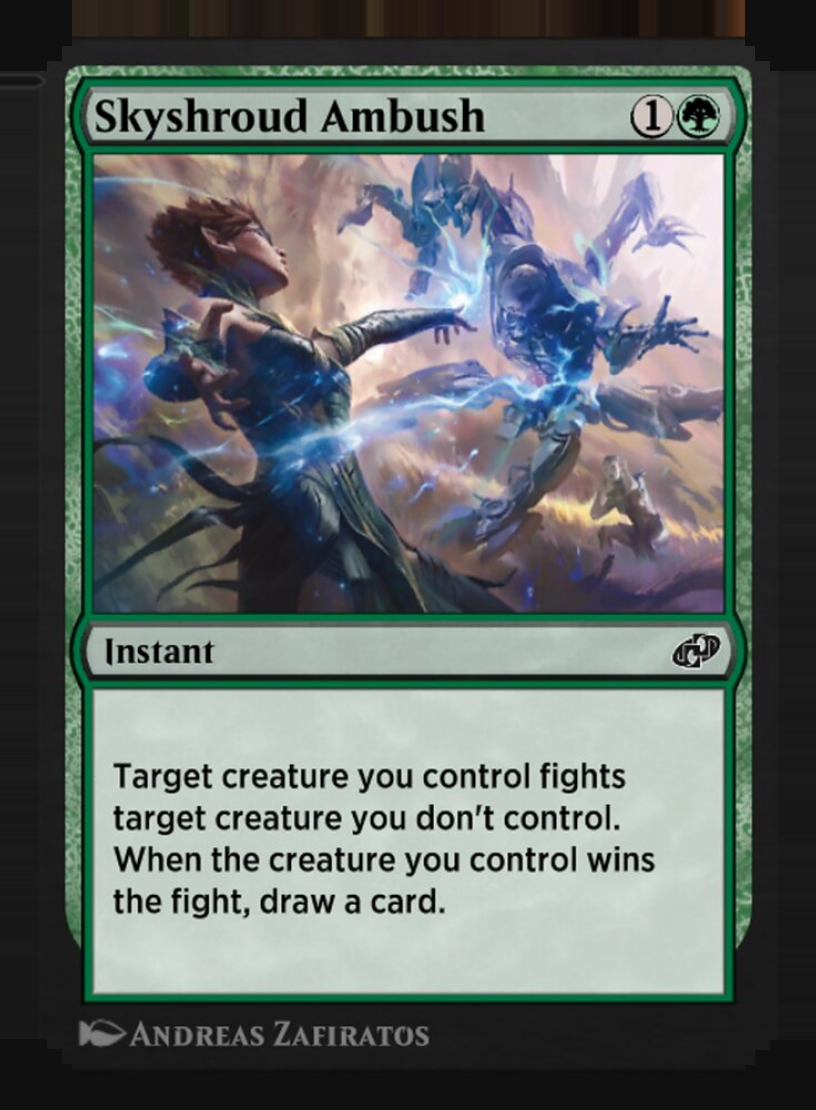 Skyshroud Ambush 1
Instant
Target creature you control fights
target creature you don't control.
When the creature you control wins
the fight, draw a card.
Andreas Zafiratos